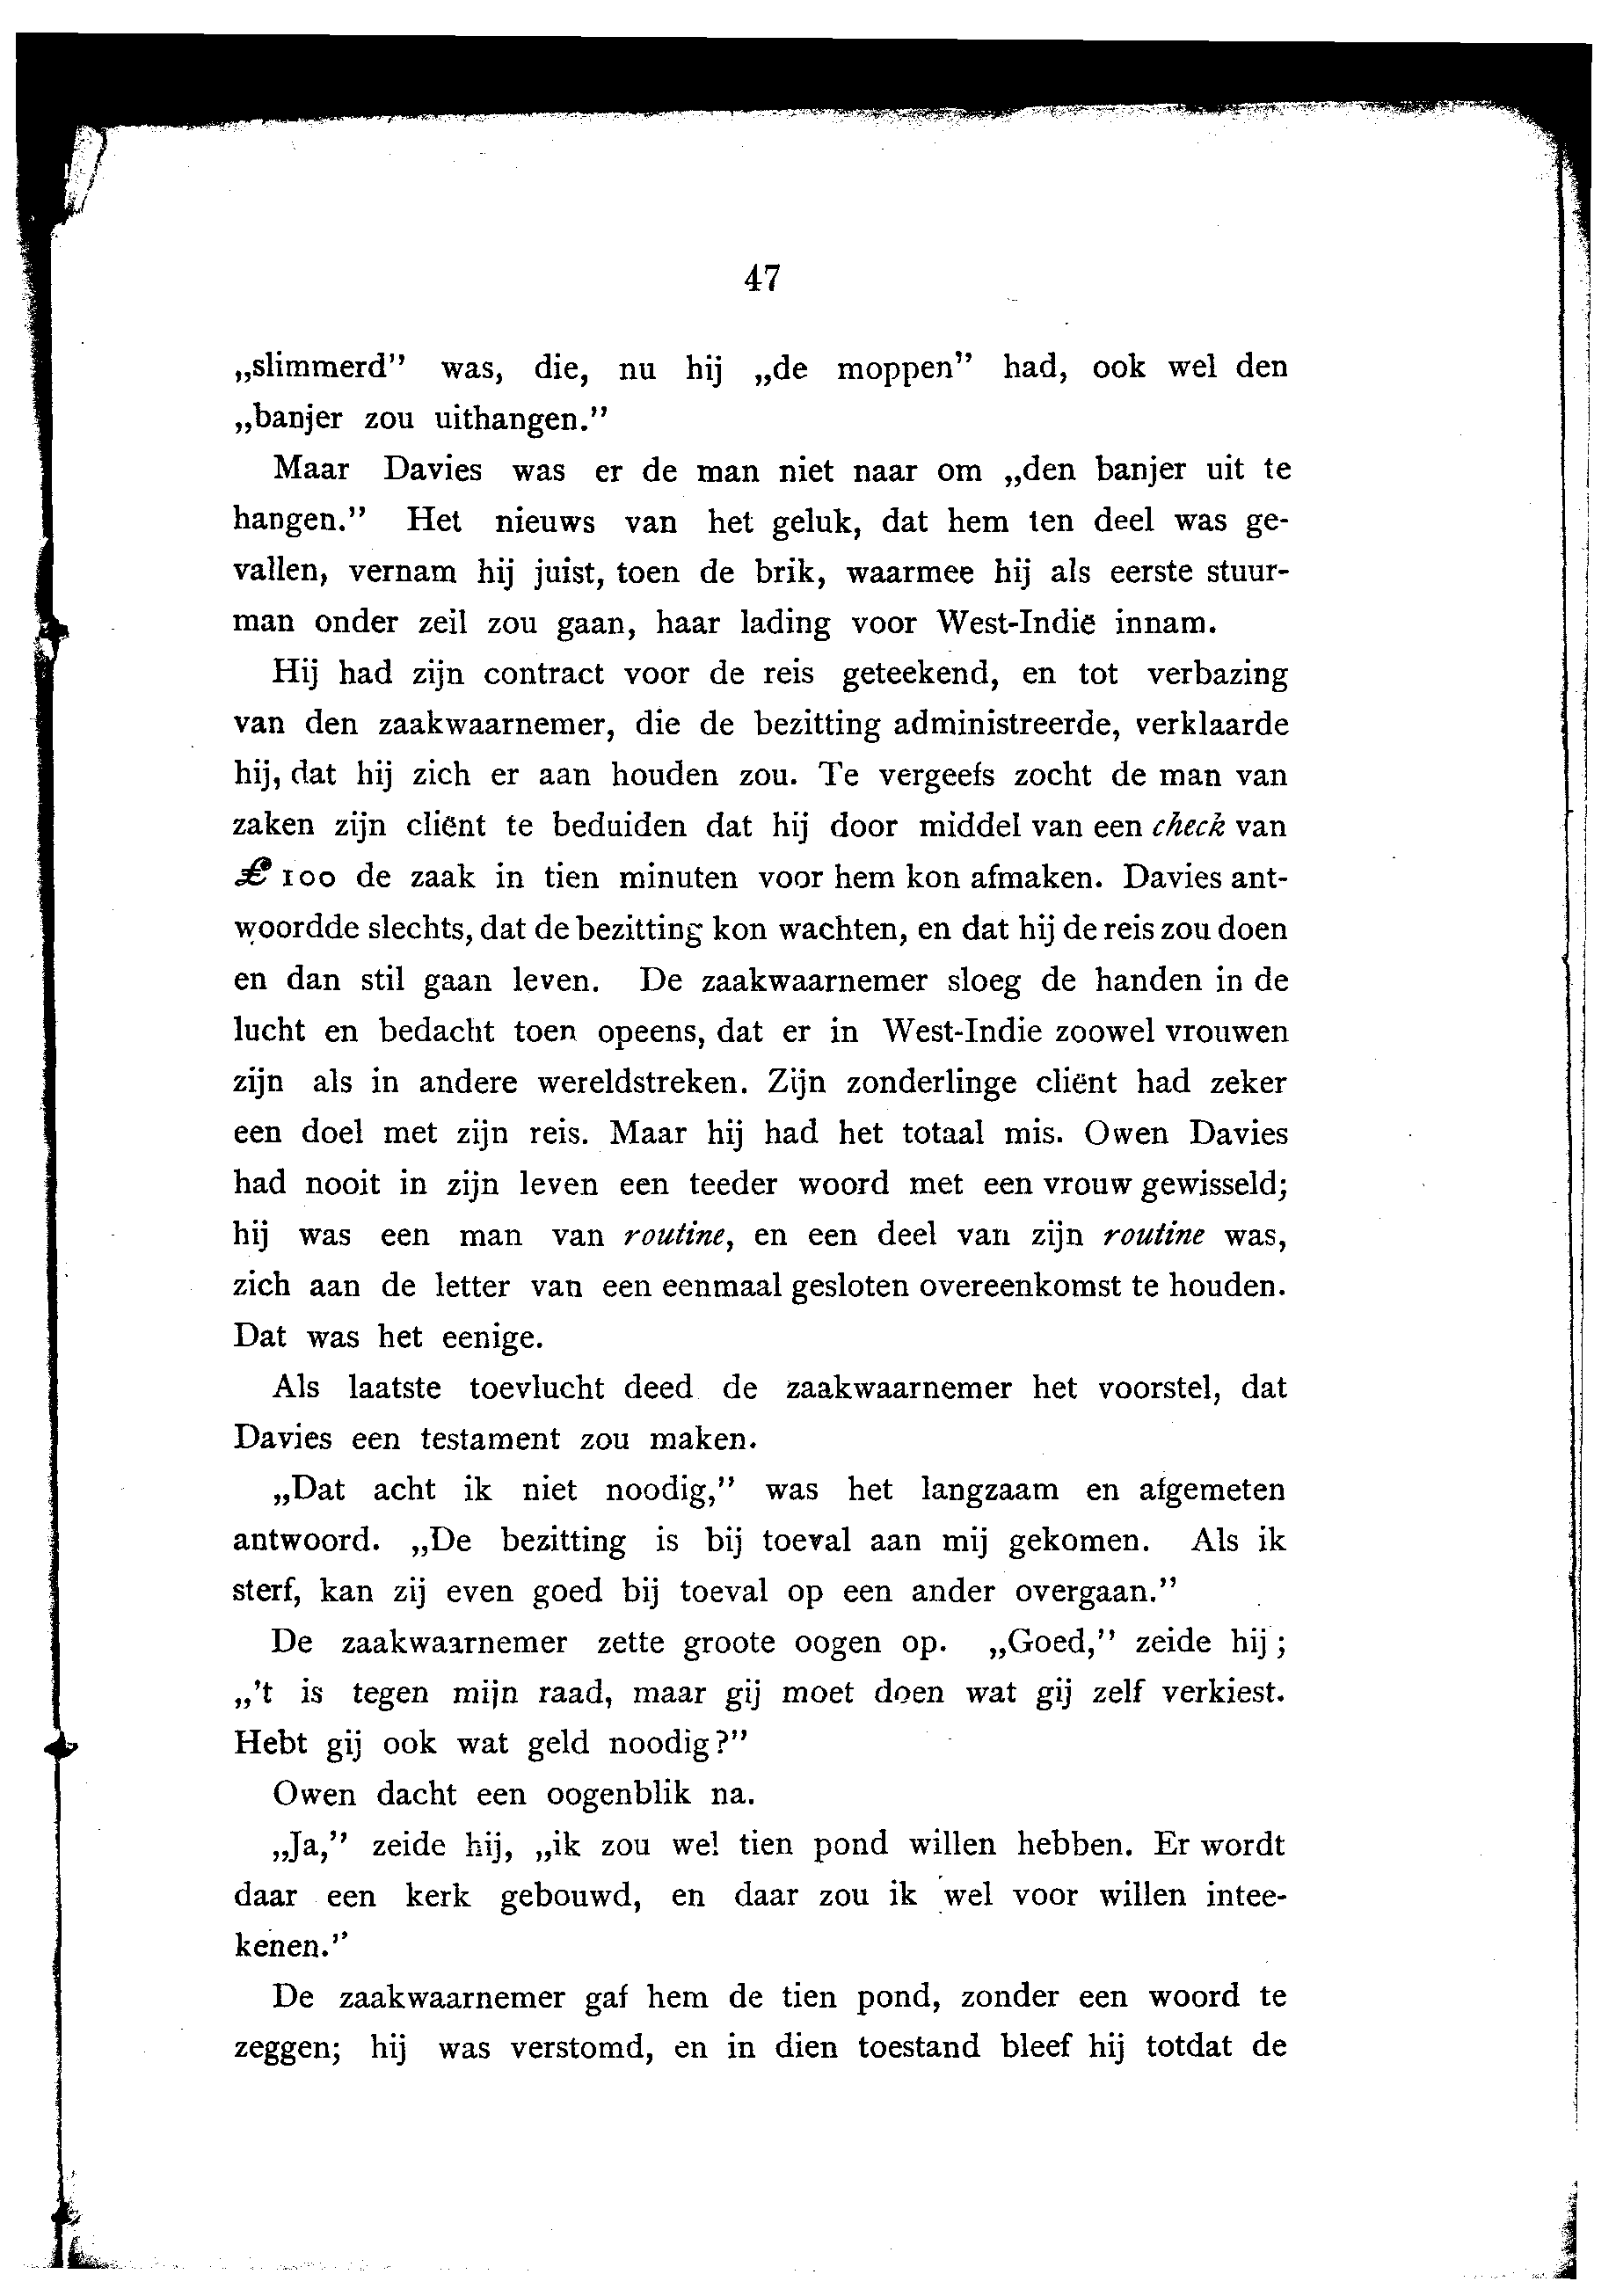 47
„slimmerd” was, die, nu hij „de moppen” had, ook wel den
„banjer zou uithangen.”
Maar Davies was er de man niet naar om „den banjer uit te
hangen.” Het nieuws van het geluk, dat hem ten deel was ge-
vallen, vernam hij juist, toen de brik, waarmee hij als eerste stuur-
man onder zeil zou gaan, haar lading voor West-Indië innam.
Hij had zijn contract voor de reis geteekend, en tot verbazing
van den zaakwaarnemer, die de bezitting administreerde, verklaarde
hij, dat hij zich er aan houden zou. Te vergeefs zocht de man van
zaken zijn cliënt te beduiden dat hij door middel van een check van
£ 100 de zaak in tien minuten voor hem kon afmaken. Davies ant-
woordde slechts, dat de bezitting kon wachten, en dat hij de reis zou doen
en dan stil gaan leven. De zaakwaarnemer sloeg de handen in de
lucht en bedacht toen opeens, dat er in West-Indie zoowel vrouwen
zijn als in andere wereldstreken. Zijn zonderlinge cliënt had zeker
een doel met zijn reis. Maar hij had het totaal mis. Owen Davies
had nooit in zijn leven een teeder woord met een vrouw gewisseld;
hij was een man van routine, en een deel van zijn routine was,
zich aan de letter van een eenmaal gesloten overeenkomst te houden.
Dat was het eenige.
Als laatste toevlucht deed de zaakwaarnemer het voorstel, dat
Davies een testament zou maken.
„Dat acht ik niet noodig,” was het langzaam en afgemeten
antwoord. „De bezitting is bij toeval aan mij gekomen. Als ik
sterf, kan zij even goed bij toeval op een ander overgaan.”
De zaakwaarnemer zette groote oogen op. „Goed,” zeide hij;
„'t is tegen mijn raad, maar gij moet doen wat gij zelf verkiest.
Hebt gij ook wat geld noodig?”
Owen dacht een oogenblik na.
„Ja,” zeide hij, „ik zou wel tien pond willen hebben. Er wordt
daar een kerk gebouwd, en daar zou ik wel voor willen intee-
kenen.”
De zaakwaarnemer gaf hem de tien pond, zonder een woord te
zeggen; hij was verstomd, en in dien toestand bleef hij totdat de